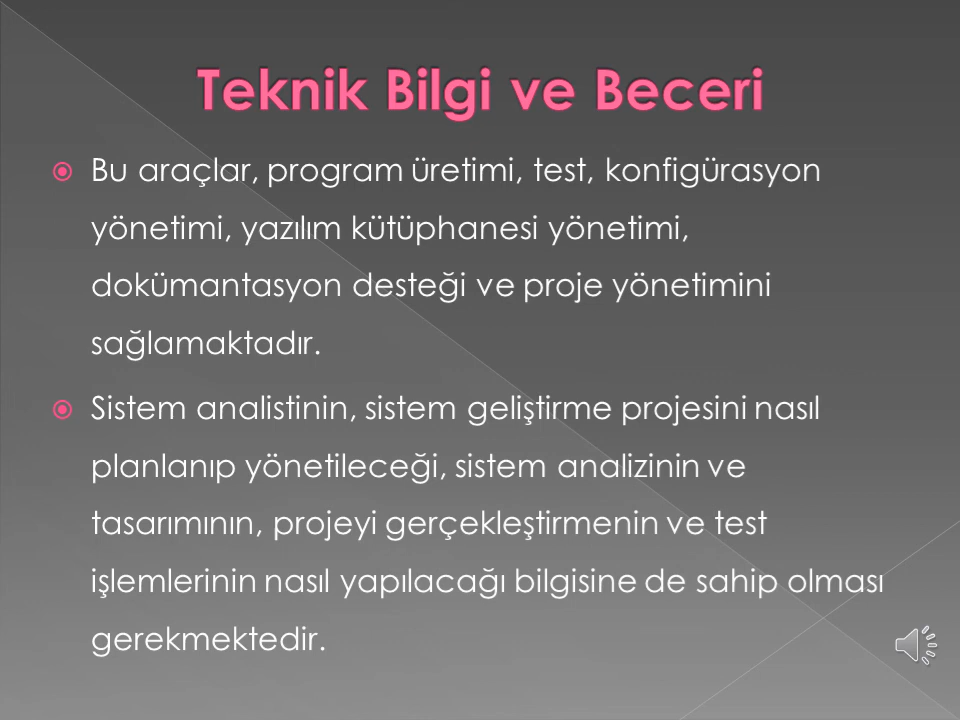 Teknik Bilgi ve Beceri
Bu araçlar, program üretimi, test, konfigürasyon
yönetimi, yazılım kütüphanesi yönetimi,
dokümantasyon desteği ve proje yönetimini
sağlamaktadır.
Sistem analistinin, sistem geliştirme projesini nasıl
planlanıp yönetileceği, sistem analizinin ve
tasarımının, projeyi gerçekleştirmenin ve test
işlemlerinin nasıl yapılacağı bilgisine de sahip olması
gerekmektedir.